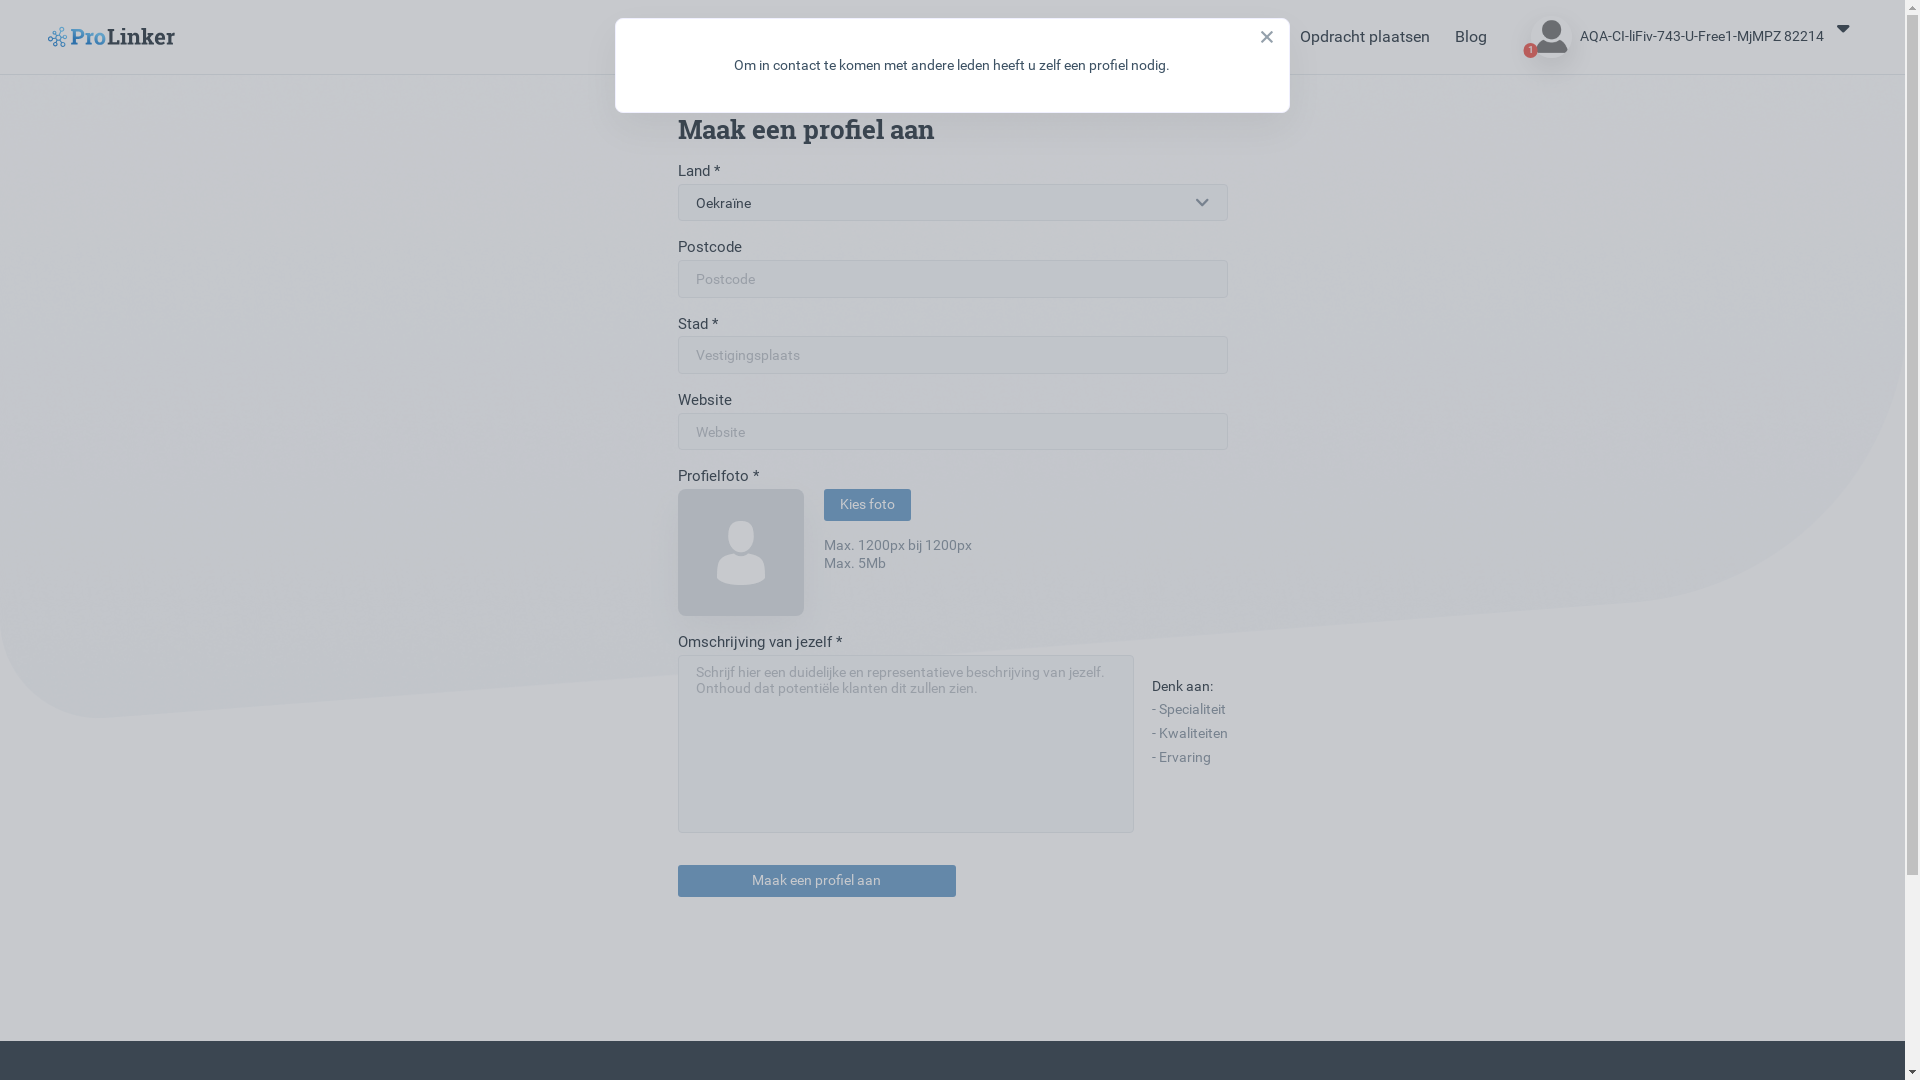 ProLinker
Opdracht plaatsen
Blog
1
AQA-CI-liFiv-743-U-Free1-MjMPZ 82214
Om in contact te komen met andere leden heeft u zelf een profiel nodig.
Maak een profiel aan
Land *
Oekraïne
Postcode
Postcode
Stad *
Vestigingsplaats
Website
Website
Profielfoto *
Kies foto
Max. 1200px bij 1200px
Max. 5Mb
Omschrijving van jezelf *
Schrijf hier een duidelijke en representatieve beschrijving van jezelf.
Onthoud dat potentiële klanten dit zullen zien.
Denk aan:
- Specialiteit
- Kwaliteiten
- Ervaring
Maak een profiel aan